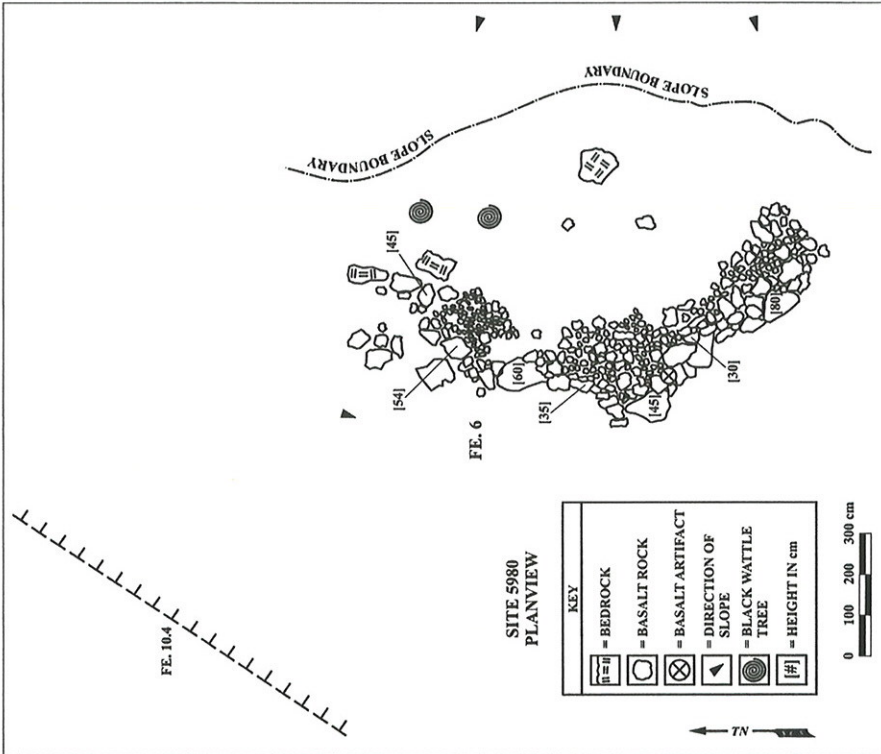 SLOPE BOUNDARY
SLOPE BOUNDARY
[45]
[54]
[60]
FE. 6
[35]
[45]
[30]
[80]
FE. 10.4
SITE 5980
PLANVIEW
KEY
= BEDROCK
= BASALT ROCK
= BASALT ARTIFACT
= DIRECTION OF
SLOPE
= BLACK WATTLE
TREE
[#] = HEIGHT IN cm
0 100 200 300 cm
TN